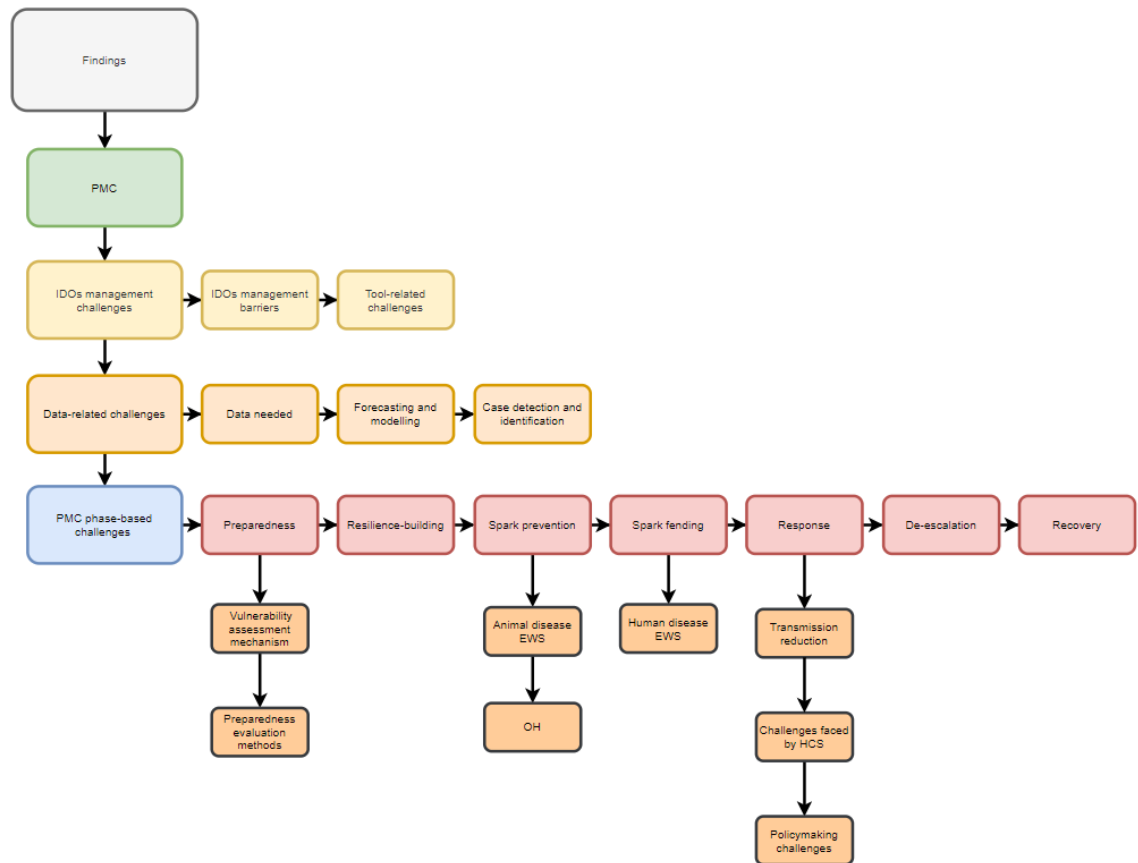 Findings
PMC
IDOs management
challenges
IDOs management
barriers
Tool-related
challenges
Data-related challenges
Data needed
Forecasting and
modelling
Case detection and
identification
PMC phase-based
challenges
Preparedness
Resilience-building
Spark prevention
Spark fending
Response
De-escalation
Recovery
Vulnerability
assessment
mechanism
Animal disease
EWS
Human disease
EWS
Transmission
reduction
Preparedness
evaluation
methods
OH
Challenges faced
by HCS
Policymaking
challenges